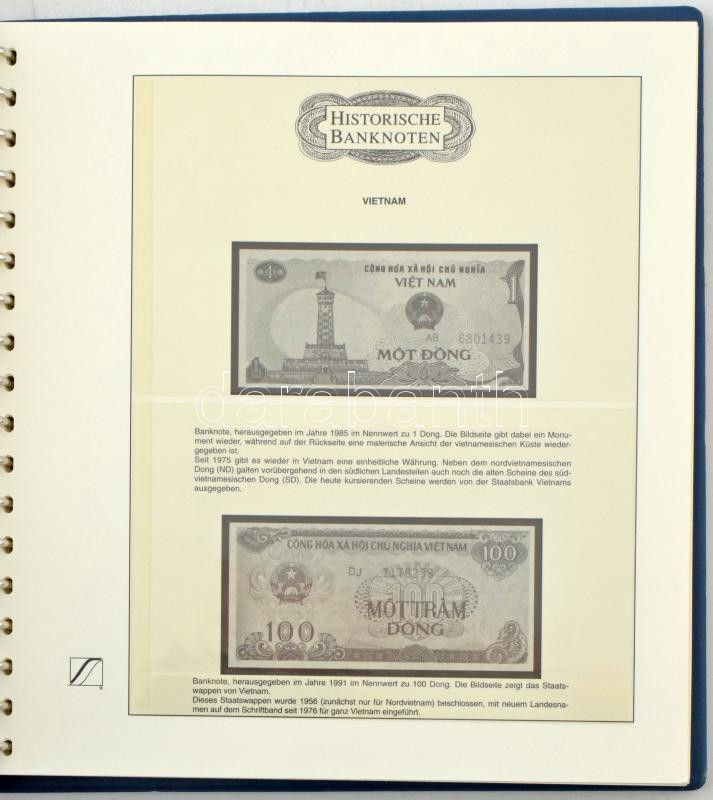 HISTORISCHE
BANKNOTEN
VIETNAM
CỘNG HÒA XÃ HỘI CHỦ NGHĨA
VIỆT NAM
1
1
AB 6801439
MỘT ĐỒNG
darabanth
Banknote, herausgegeben im Jahre 1985 im Nennwert zu 1 Dong. Die Bildseite gibt dabei ein Monu-
ment wieder, während auf der Rückseite eine malerische Ansicht der vietnamesischen Küste wieder-
gegeben ist.
Seit 1975 gibt es wieder in Vietnam eine einheitliche Währung. Neben dem nordvietnamesischen
Dong (ND) galten vorübergehend in den südlichen Landesteilen auch noch die alten Scheine des süd-
vietnamesischen Dong (SD). Die heute kursierenden Scheine werden von der Staatsbank Vietnams
ausgegeben.
CỘNG HÒA XÃ HỘI CHỦ NGHĨA VIỆT NAM
100
DJ
100
MỘT TRĂM
ĐỒNG
100
Banknote, herausgegeben im Jahre 1991 im Nennwert zu 100 Dong. Die Bildseite zeigt das Staats-
wappen von Vietnam.
Dieses Staatswappen wurde 1956 (zunächst nur für Nordvietnam) beschlossen, mit neuem Landesna-
men auf dem Schriftband seit 1976 für ganz Vietnam eingeführt.